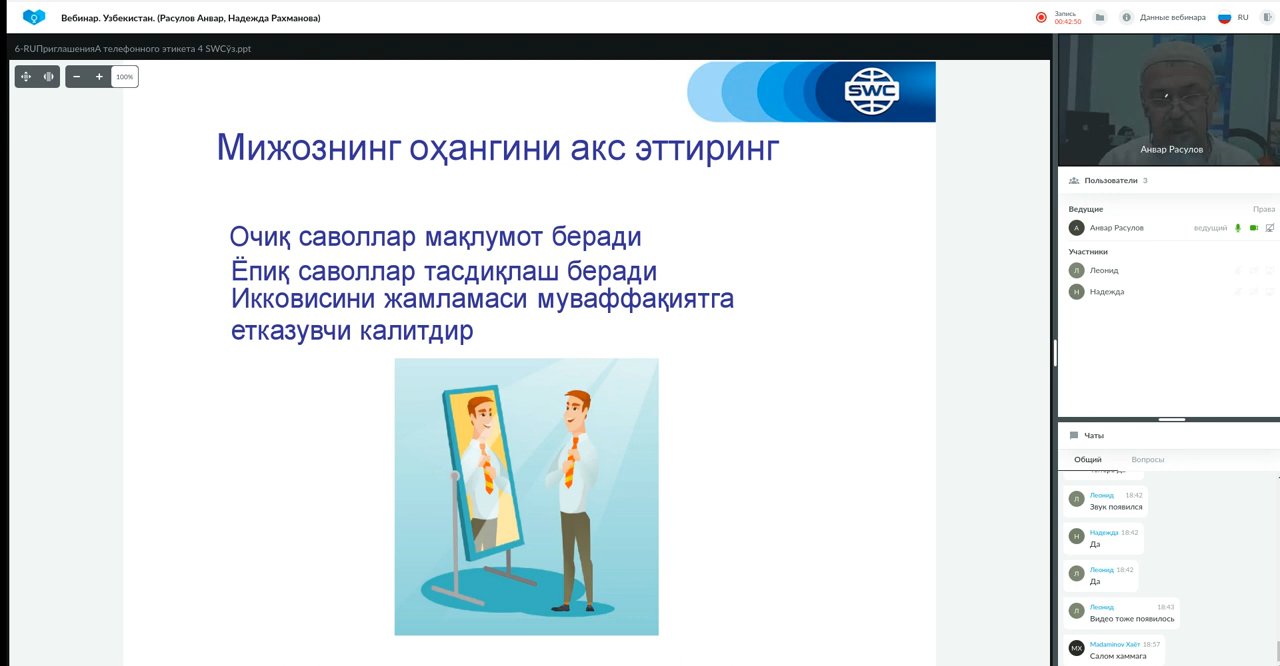 Вебинар. Узбекистан. (Расулов Анвар, Надежда Рахманова)
Запись
00:42:50
Данные вебинара
RU
6-RUПриглашенияА телефонного этикета 4 SWCўз.ppt
100%
SWC
Мижознинг оҳангини акс эттиринг
Очиқ саволлар мақлумот беради
Ёпиқ саволлар тасдиқлаш беради
Икковисини жамламаси муваффақиятга
етказувчи калитдир
Анвар Расулов
Пользователи 3
Ведущие Права
А Анвар Расулов ведущий
Участники
Л Леонид
Н Надежда
Чаты
Общий Вопросы
Л Леонид 18:42
Звук появился
Н Надежда 18:42
Да
Л Леонид 18:42
Да
Л Леонид 18:43
Видео тоже появилось
МХ Madaminov Хаёт 18:57
Салом хаммага